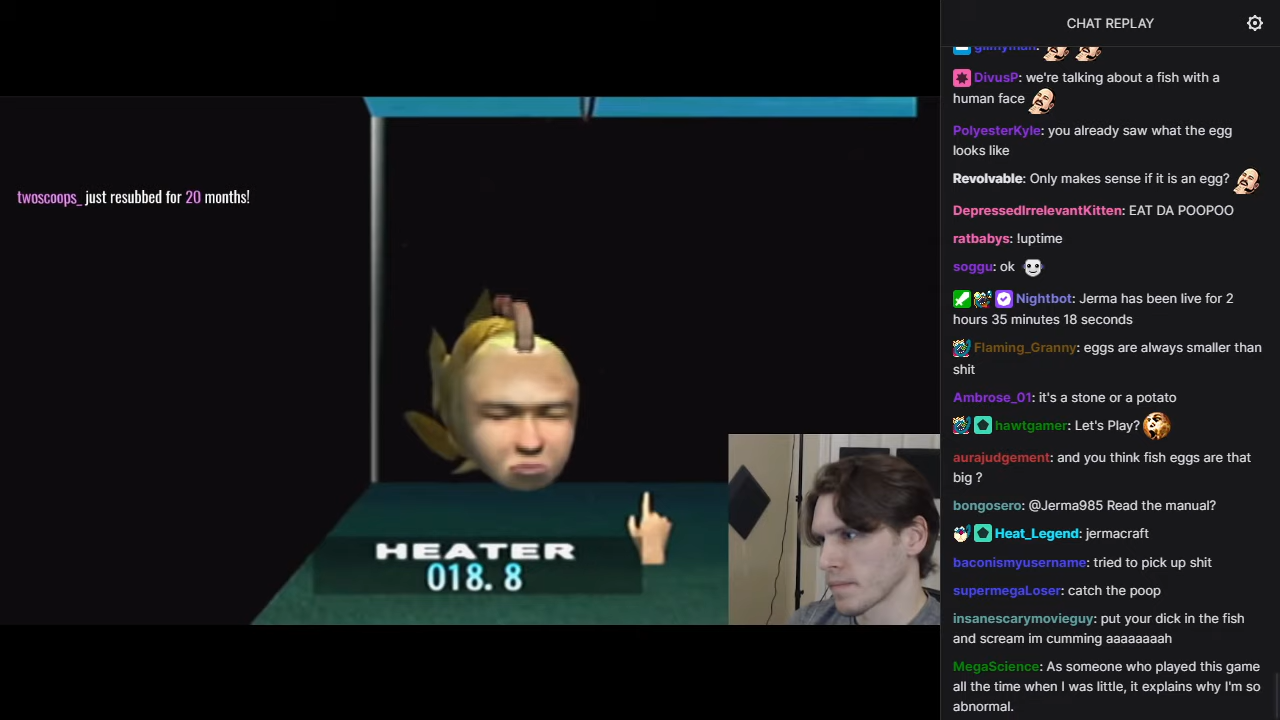 CHAT REPLAY
twoscoops_ just resubbed for 20 months!
HEATER
018. 8
glimyman:
DivusP: we're talking about a fish with a
human face
PolyesterKyle: you already saw what the egg
looks like
Revolvable: Only makes sense if it is an egg?
DepressedIrrelevantKitten: EAT DA POOPOO
ratbabys: !uptime
soggu: ok
Nightbot: Jerma has been live for 2
hours 35 minutes 18 seconds
Flaming_Granny: eggs are always smaller than
shit
Ambrose_01: it's a stone or a potato
hawtgamer: Let's Play?
aurajudgement: and you think fish eggs are that
big ?
bongosero: @Jerma985 Read the manual?
Heat_Legend: jermacraft
baconismyusername: tried to pick up shit
supermegaLoser: catch the poop
insanescarymovieguy: put your dick in the fish
and scream im cumming aaaaaaaah
MegaScience: As someone who played this game
all the time when I was little, it explains why I'm so
abnormal.